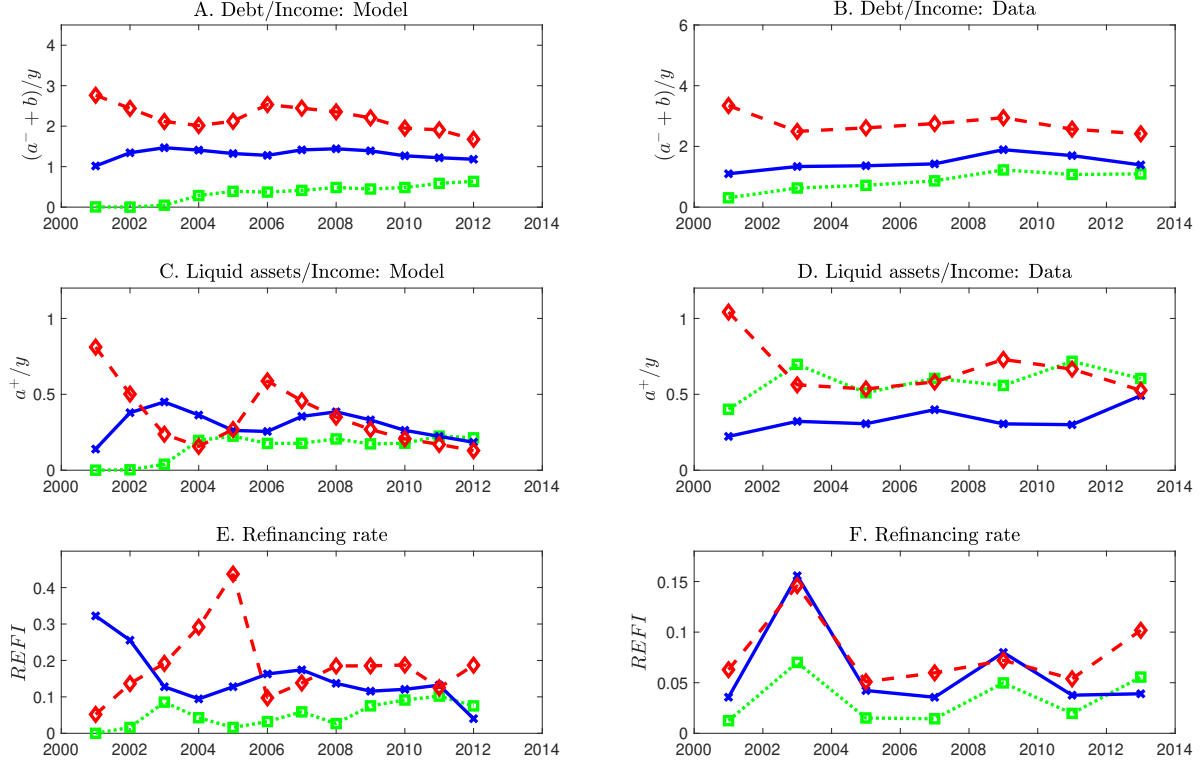 A. Debt/Income: Model
(a⁻ + b)/y
4
3
2
1
0
2000 2002 2004 2006 2008 2010 2012 2014
B. Debt/Income: Data
(a⁻ + b)/y
6
4
2
0
2000 2002 2004 2006 2008 2010 2012 2014
C. Liquid assets/Income: Model
a⁺/y
1
0.5
0
2000 2002 2004 2006 2008 2010 2012 2014
D. Liquid assets/Income: Data
a⁺/y
1
0.5
0
2000 2002 2004 2006 2008 2010 2012 2014
E. Refinancing rate
REFI
0.4
0.3
0.2
0.1
0
2000 2002 2004 2006 2008 2010 2012 2014
F. Refinancing rate
REFI
0.15
0.1
0.05
0
2000 2002 2004 2006 2008 2010 2012 2014